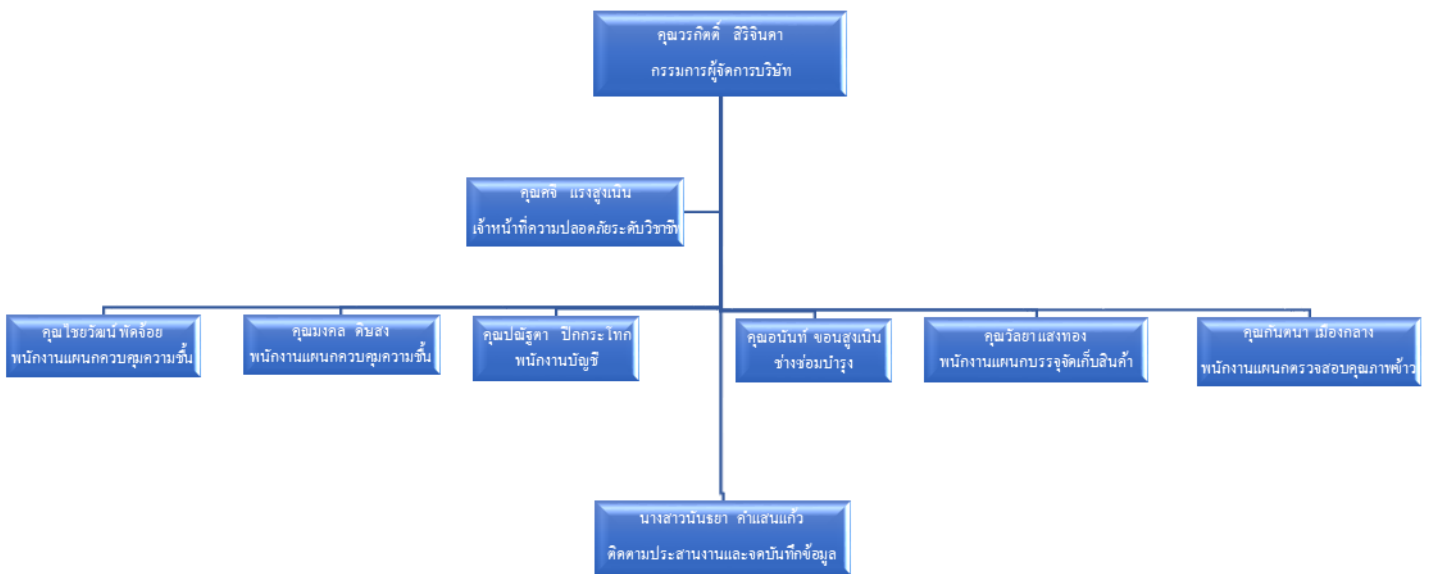 คุณวรกิตติ์ สิริจินดา
กรรมการผู้จัดการบริษัท
คุณศจี แรงสูงเนิน
เจ้าหน้าที่ความปลอดภัยระดับวิชาชีพ
คุณไชยวัฒน์ พัดจ้อย
พนักงานแผนกควบคุมความชื้น
คุณมงคล ดิษสง
พนักงานแผนกควบคุมความชื้น
คุณปณัฐตา ปึกกระโทก
พนักงานบัญชี
คุณอนันท์ ขอนสูงเนิน
ช่างซ่อมบำรุง
คุณวัลยา แสงทอง
พนักงานแผนกบรรจุจัดเก็บสินค้า
คุณกันตนา เมืองกลาง
พนักงานแผนกตรวจสอบคุณภาพข้าว
นางสาวนันธยา คำแสนแก้ว
ติดตามประสานงานและจดบันทึกข้อมูล